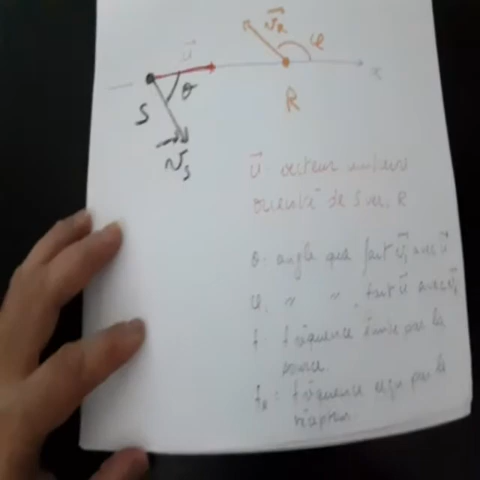 v⃗R
u⃗
φ
θ
x
S
R
v⃗s
u⃗ : vecteur unitaire
orienté de S vers R
θ : angle que fait v⃗s avec u⃗
φ : " " fait u⃗ avec v⃗R
f : fréquence émise par la
source.
fR : fréquence reçue par le
récepteur.